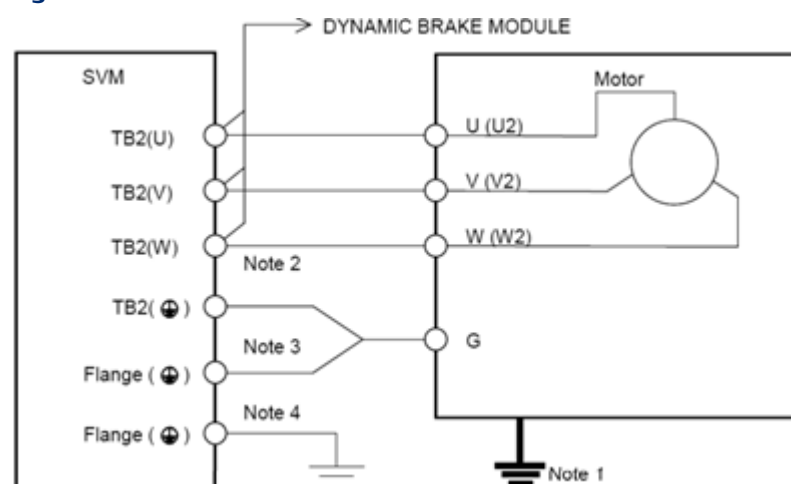 DYNAMIC BRAKE MODULE
SVM
Motor
TB2(U)
U (U2)
TB2(V)
V (V2)
TB2(W)
W (W2)
Note 2
TB2( )
Note 3
G
Flange ( )
Note 4
Flange ( )
Note 1